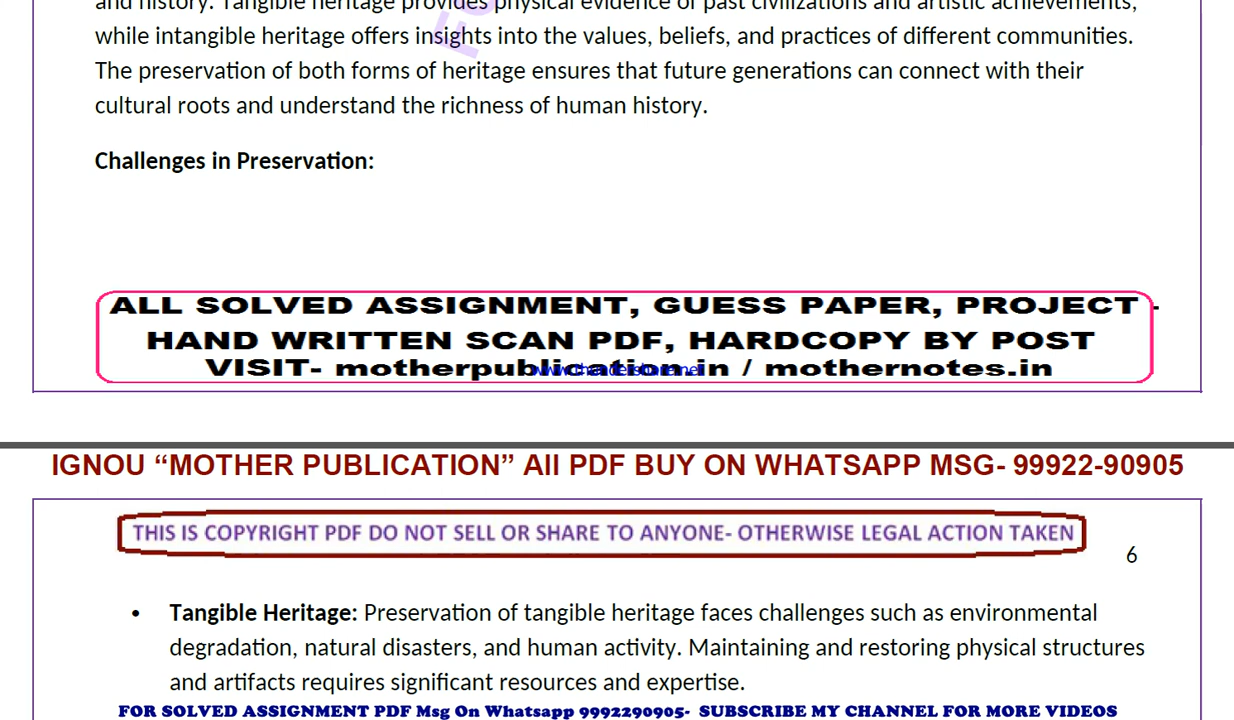 and history. Tangible heritage provides physical evidence of past civilizations and artistic achievements,
while intangible heritage offers insights into the values, beliefs, and practices of different communities.
The preservation of both forms of heritage ensures that future generations can connect with their
cultural roots and understand the richness of human history.
Challenges in Preservation:
ALL SOLVED ASSIGNMENT, GUESS PAPER, PROJECT -
HAND WRITTEN SCAN PDF, HARDCOPY BY POST
VISIT- motherpublication.in / mothernotes.in
www.thundershare.net
IGNOU “MOTHER PUBLICATION” All PDF BUY ON WHATSAPP MSG- 99922-90905
THIS IS COPYRIGHT PDF DO NOT SELL OR SHARE TO ANYONE- OTHERWISE LEGAL ACTION TAKEN
6
• Tangible Heritage: Preservation of tangible heritage faces challenges such as environmental
degradation, natural disasters, and human activity. Maintaining and restoring physical structures
and artifacts requires significant resources and expertise.
FOR SOLVED ASSIGNMENT PDF Msg On Whatsapp 9992290905- SUBSCRIBE MY CHANNEL FOR MORE VIDEOS